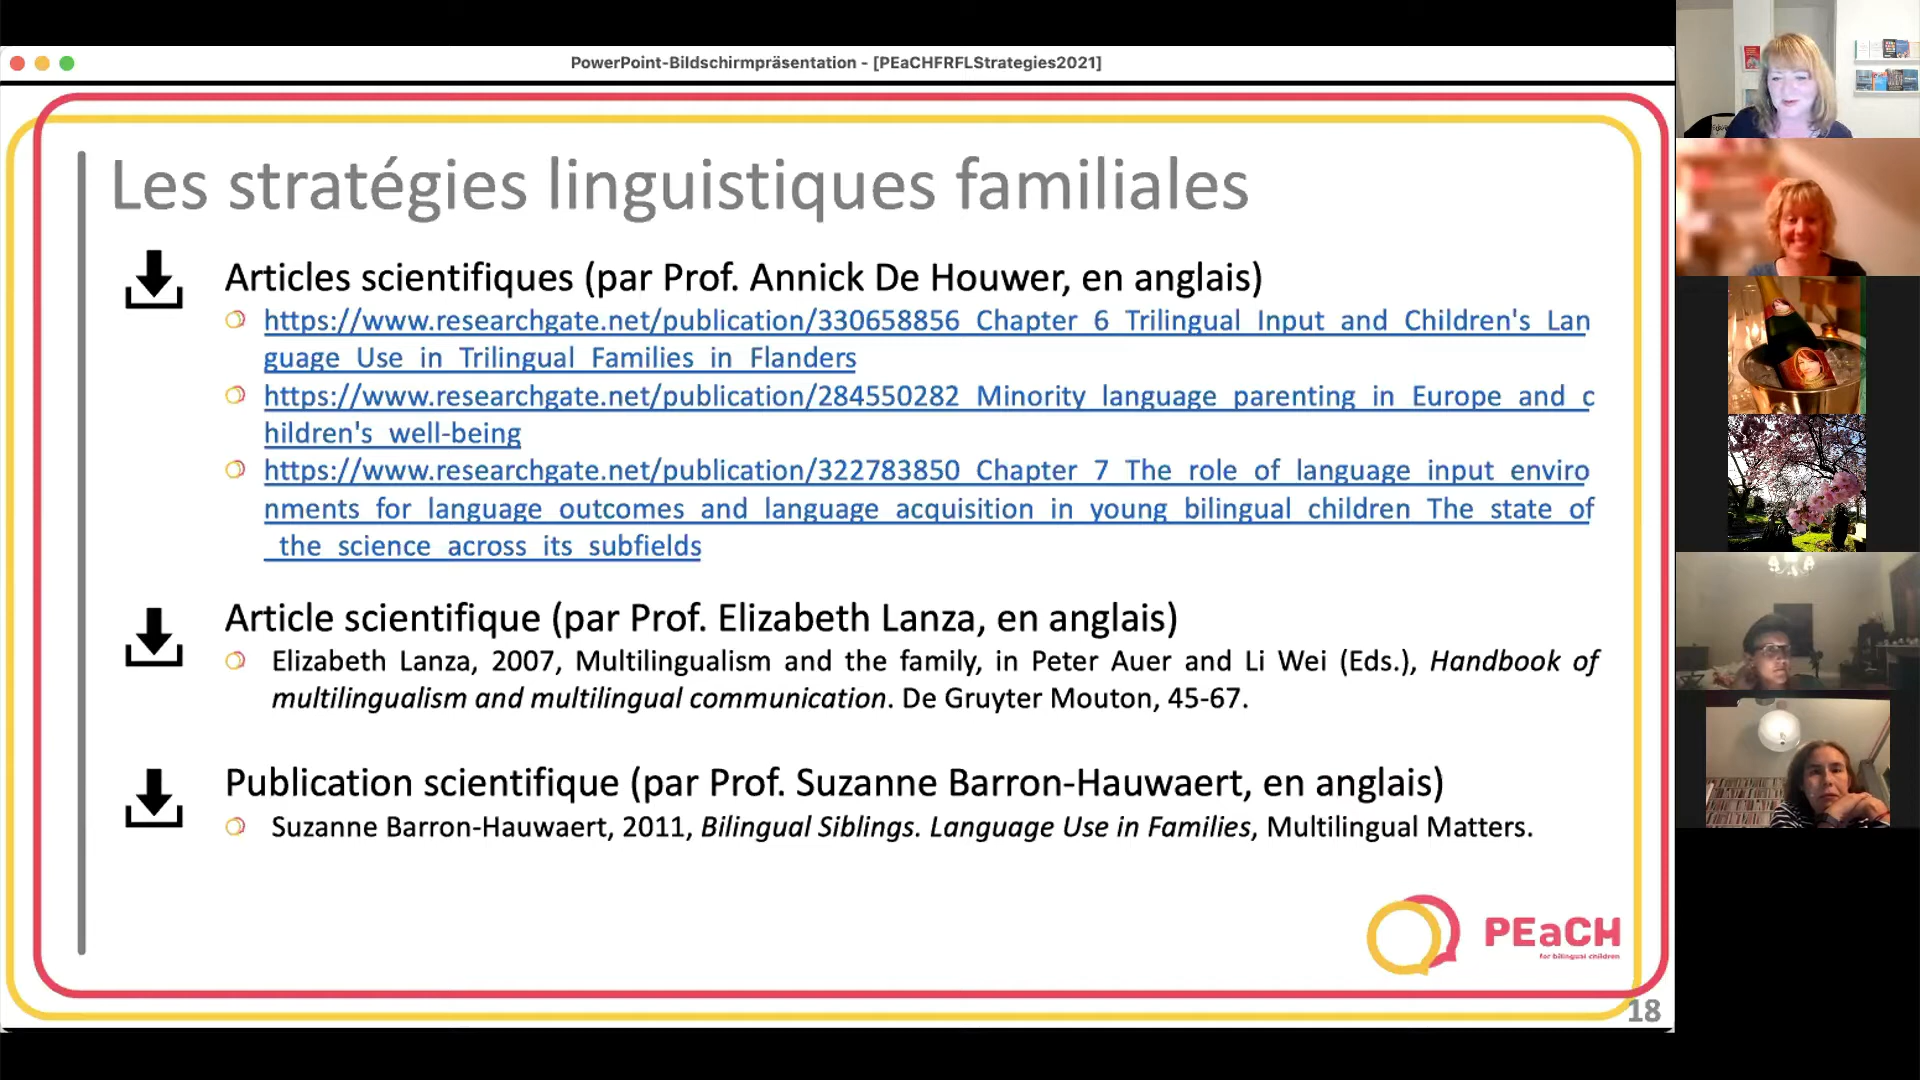 PowerPoint-Bildschirmpräsentation - [PEaCHFRFLStrategies2021]
Les stratégies linguistiques familiales
Articles scientifiques (par Prof. Annick De Houwer, en anglais)
https://www.researchgate.net/publication/330658856_Chapter_6_Trilingual_Input_and_Children's_Lan
guage_Use_in_Trilingual_Families_in_Flanders
https://www.researchgate.net/publication/284550282_Minority_language_parenting_in_Europe_and_c
hildren's_well-being
https://www.researchgate.net/publication/322783850_Chapter_7_The_role_of_language_input_enviro
nments_for_language_outcomes_and_language_acquisition_in_young_bilingual_children_The_state_of
_the_science_across_its_subfields
Article scientifique (par Prof. Elizabeth Lanza, en anglais)
Elizabeth Lanza, 2007, Multilingualism and the family, in Peter Auer and Li Wei (Eds.), Handbook of
multilingualism and multilingual communication. De Gruyter Mouton, 45-67.
Publication scientifique (par Prof. Suzanne Barron-Hauwaert, en anglais)
Suzanne Barron-Hauwaert, 2011, Bilingual Siblings. Language Use in Families, Multilingual Matters.
PEaCH
for bilingual children
18